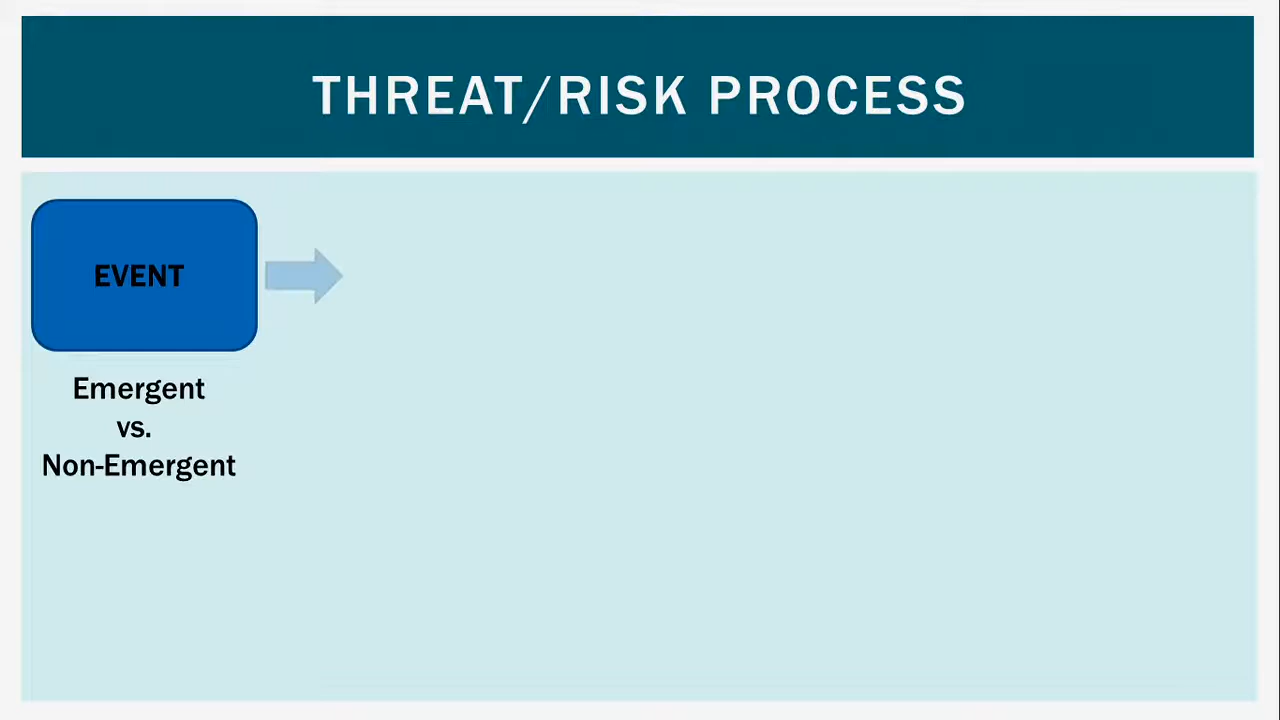 THREAT/RISK PROCESS
EVENT
Emergent
vs.
Non-Emergent